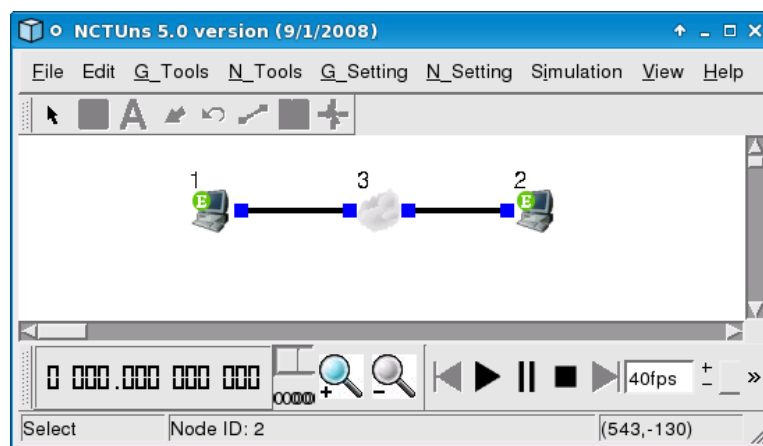 NCTUns 5.0 version (9/1/2008)
File Edit G_Tools N_Tools G_Setting N_Setting Simulation View Help
A
1 3 2
E E
0 000.000 000 000
40fps
Select Node ID: 2 (543,-130)